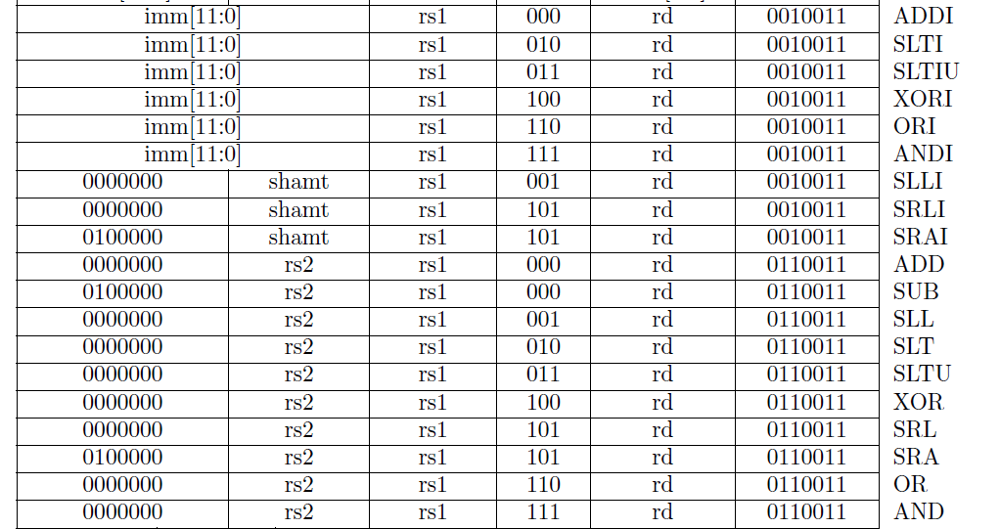 imm[11:0] rs1 000 rd 0010011 ADDI
imm[11:0] rs1 010 rd 0010011 SLTI
imm[11:0] rs1 011 rd 0010011 SLTIU
imm[11:0] rs1 100 rd 0010011 XORI
imm[11:0] rs1 110 rd 0010011 ORI
imm[11:0] rs1 111 rd 0010011 ANDI
0000000 shamt rs1 001 rd 0010011 SLLI
0000000 shamt rs1 101 rd 0010011 SRLI
0100000 shamt rs1 101 rd 0010011 SRAI
0000000 rs2 rs1 000 rd 0110011 ADD
0100000 rs2 rs1 000 rd 0110011 SUB
0000000 rs2 rs1 001 rd 0110011 SLL
0000000 rs2 rs1 010 rd 0110011 SLT
0000000 rs2 rs1 011 rd 0110011 SLTU
0000000 rs2 rs1 100 rd 0110011 XOR
0000000 rs2 rs1 101 rd 0110011 SRL
0100000 rs2 rs1 101 rd 0110011 SRA
0000000 rs2 rs1 110 rd 0110011 OR
0000000 rs2 rs1 111 rd 0110011 AND